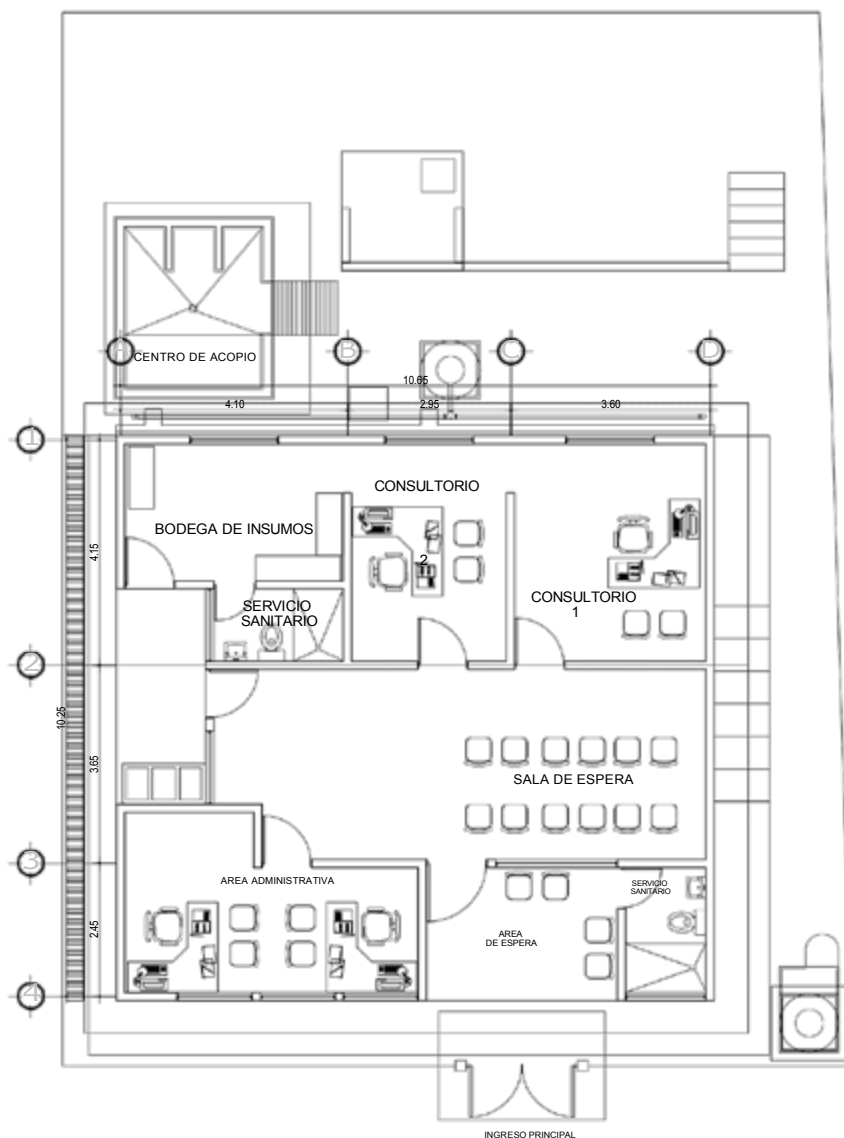 CENTRO DE ACOPIO
A
B
C
D
10.65
4.10
2.95
3.60
1
CONSULTORIO
2
BODEGA DE INSUMOS
4.15
CONSULTORIO
1
SERVICIO
SANITARIO
2
10.25
3.65
SALA DE ESPERA
3
AREA ADMINISTRATIVA
SERVICIO
SANITARIO
2.45
AREA
DE ESPERA
4
INGRESO PRINCIPAL